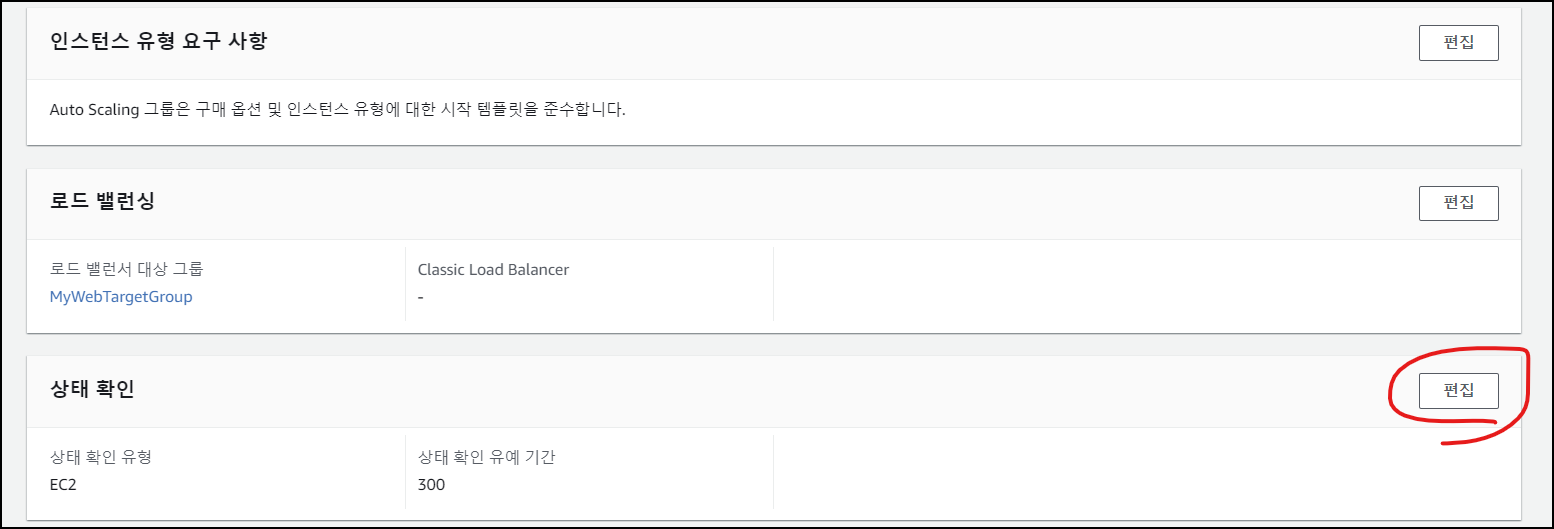 인스턴스 유형 요구 사항
편집
Auto Scaling 그룹은 구매 옵션 및 인스턴스 유형에 대한 시작 템플릿을 준수합니다.
로드 밸런싱
편집
로드 밸런서 대상 그룹
MyWebTargetGroup
Classic Load Balancer
-
상태 확인
편집
상태 확인 유형
EC2
상태 확인 유예 기간
300